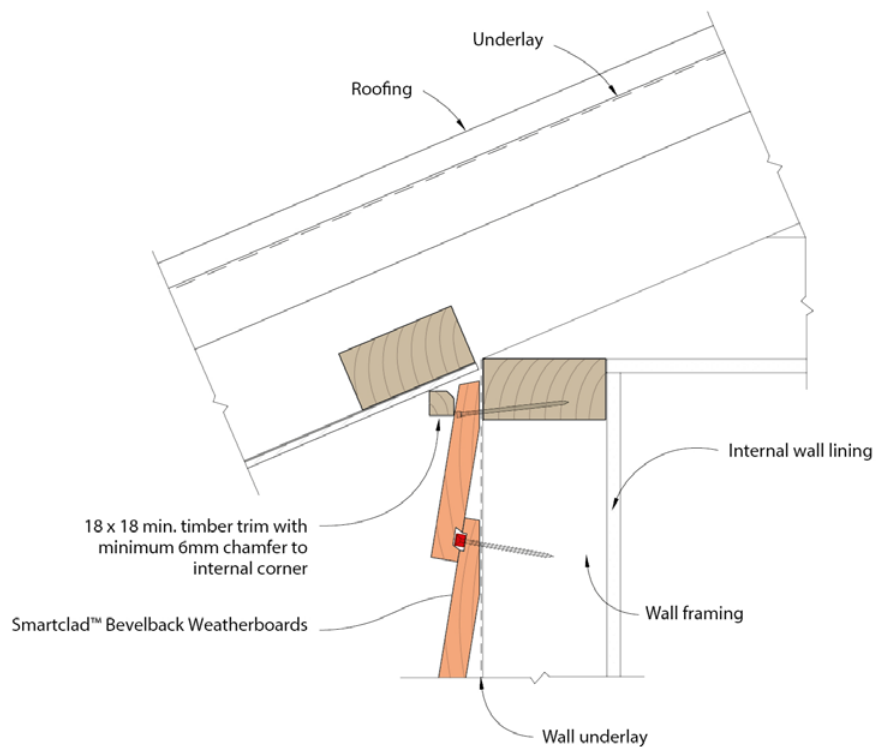 Underlay
Roofing
Internal wall lining
18 x 18 min. timber trim with
minimum 6mm chamfer to
internal corner
Smartclad™ Bevelback Weatherboards
Wall framing
Wall underlay